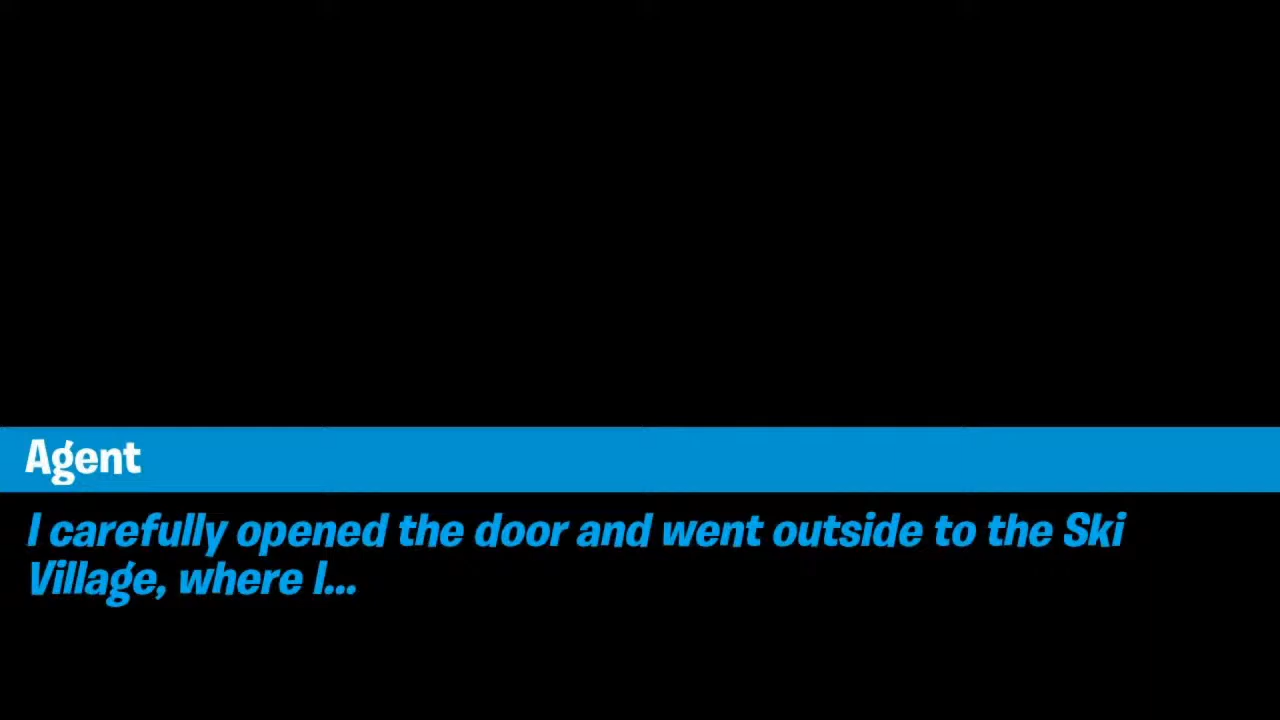 Agent
I carefully opened the door and went outside to the Ski
Village, where I...